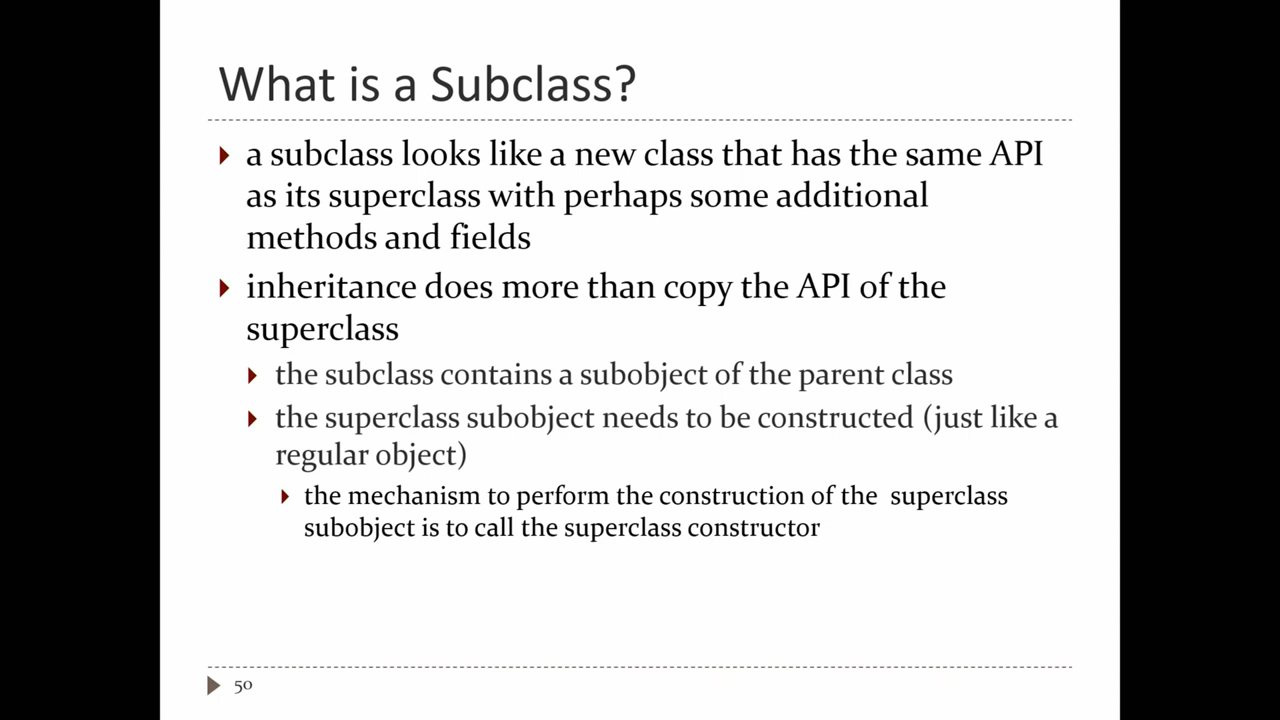 What is a Subclass?
a subclass looks like a new class that has the same API
as its superclass with perhaps some additional
methods and fields
inheritance does more than copy the API of the
superclass
the subclass contains a subobject of the parent class
the superclass subobject needs to be constructed (just like a
regular object)
the mechanism to perform the construction of the  superclass
subobject is to call the superclass constructor
50